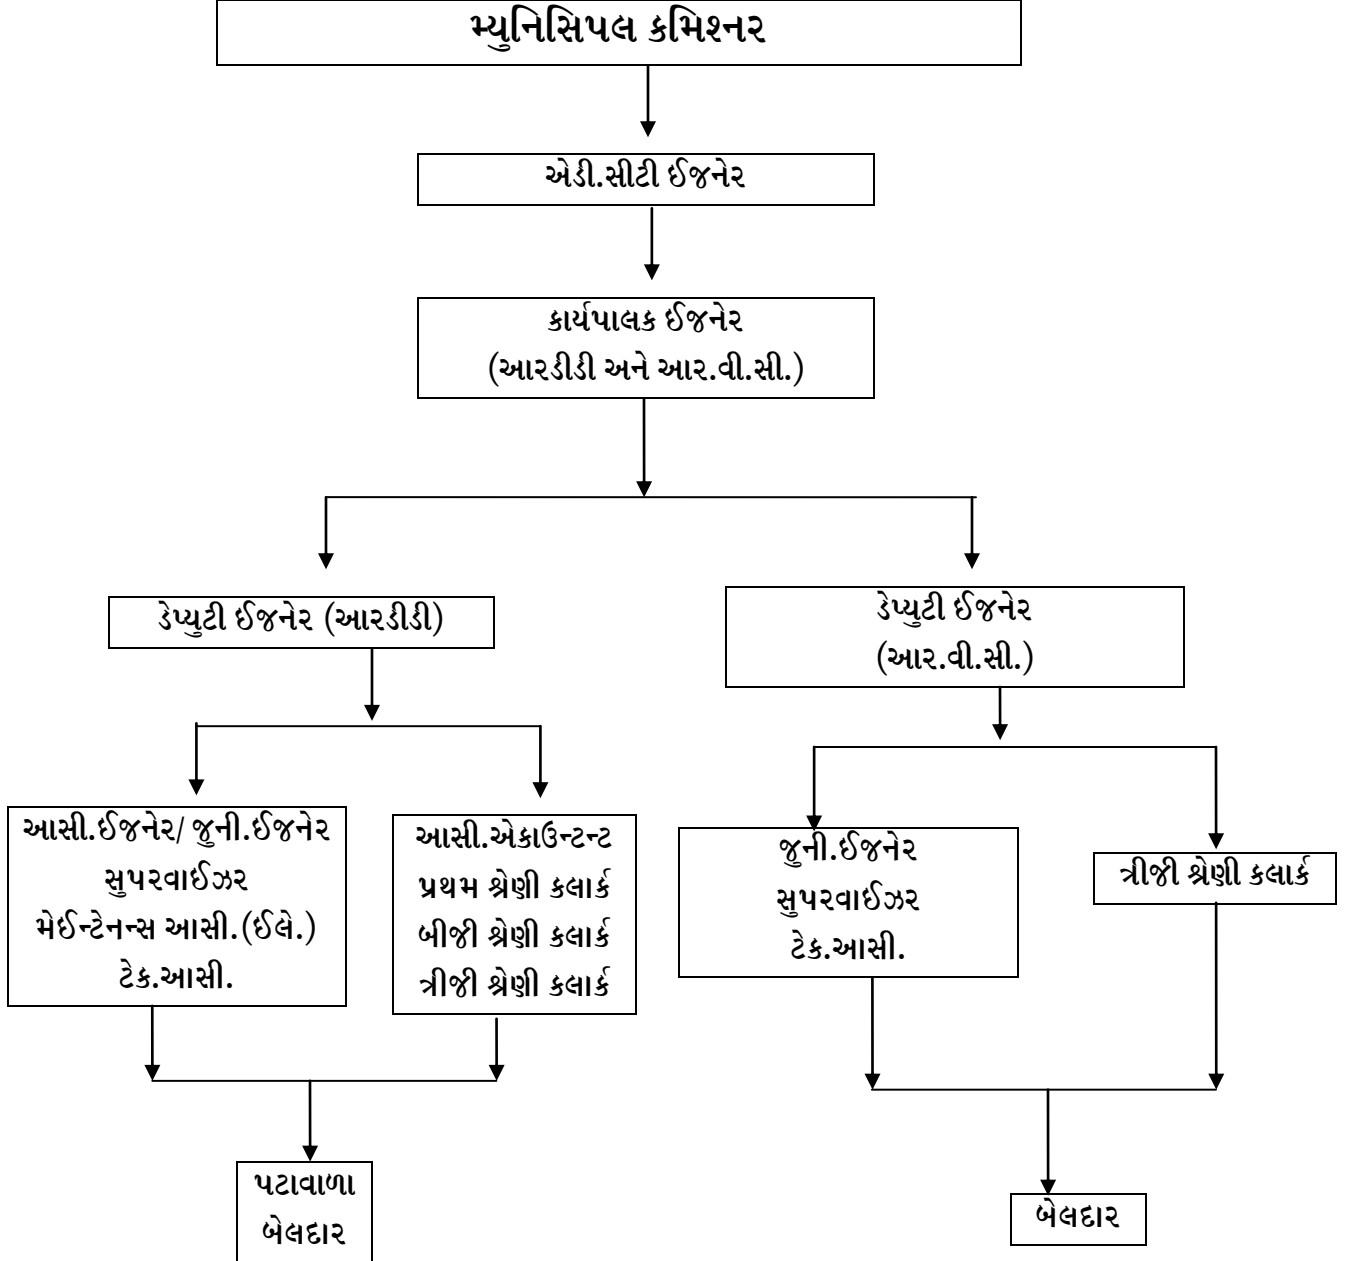 મ્યુનિસિપલ કમિશ્નર
એડી.સીટી ઈજનેર
કાર્યપાલક ઈજનેર
(આરડીડી અને આર.વી.સી.)
ડેપ્યુટી ઈજનેર (આરડીડી)
ડેપ્યુટી ઈજનેર
(આર.વી.સી.)
આસી.ઈજનેર/ જુની.ઈજનેર
સુપરવાઈઝર
મેઈન્ટેનન્સ આસી.(ઈલે.)
ટેક.આસી.
આસી.એકાઉન્ટન્ટ
પ્રથમ શ્રેણી કલાર્ક
બીજી શ્રેણી કલાર્ક
ત્રીજી શ્રેણી કલાર્ક
જુની.ઈજનેર
સુપરવાઈઝર
ટેક.આસી.
ત્રીજી શ્રેણી કલાર્ક
પટાવાળા
બેલદાર
બેલદાર